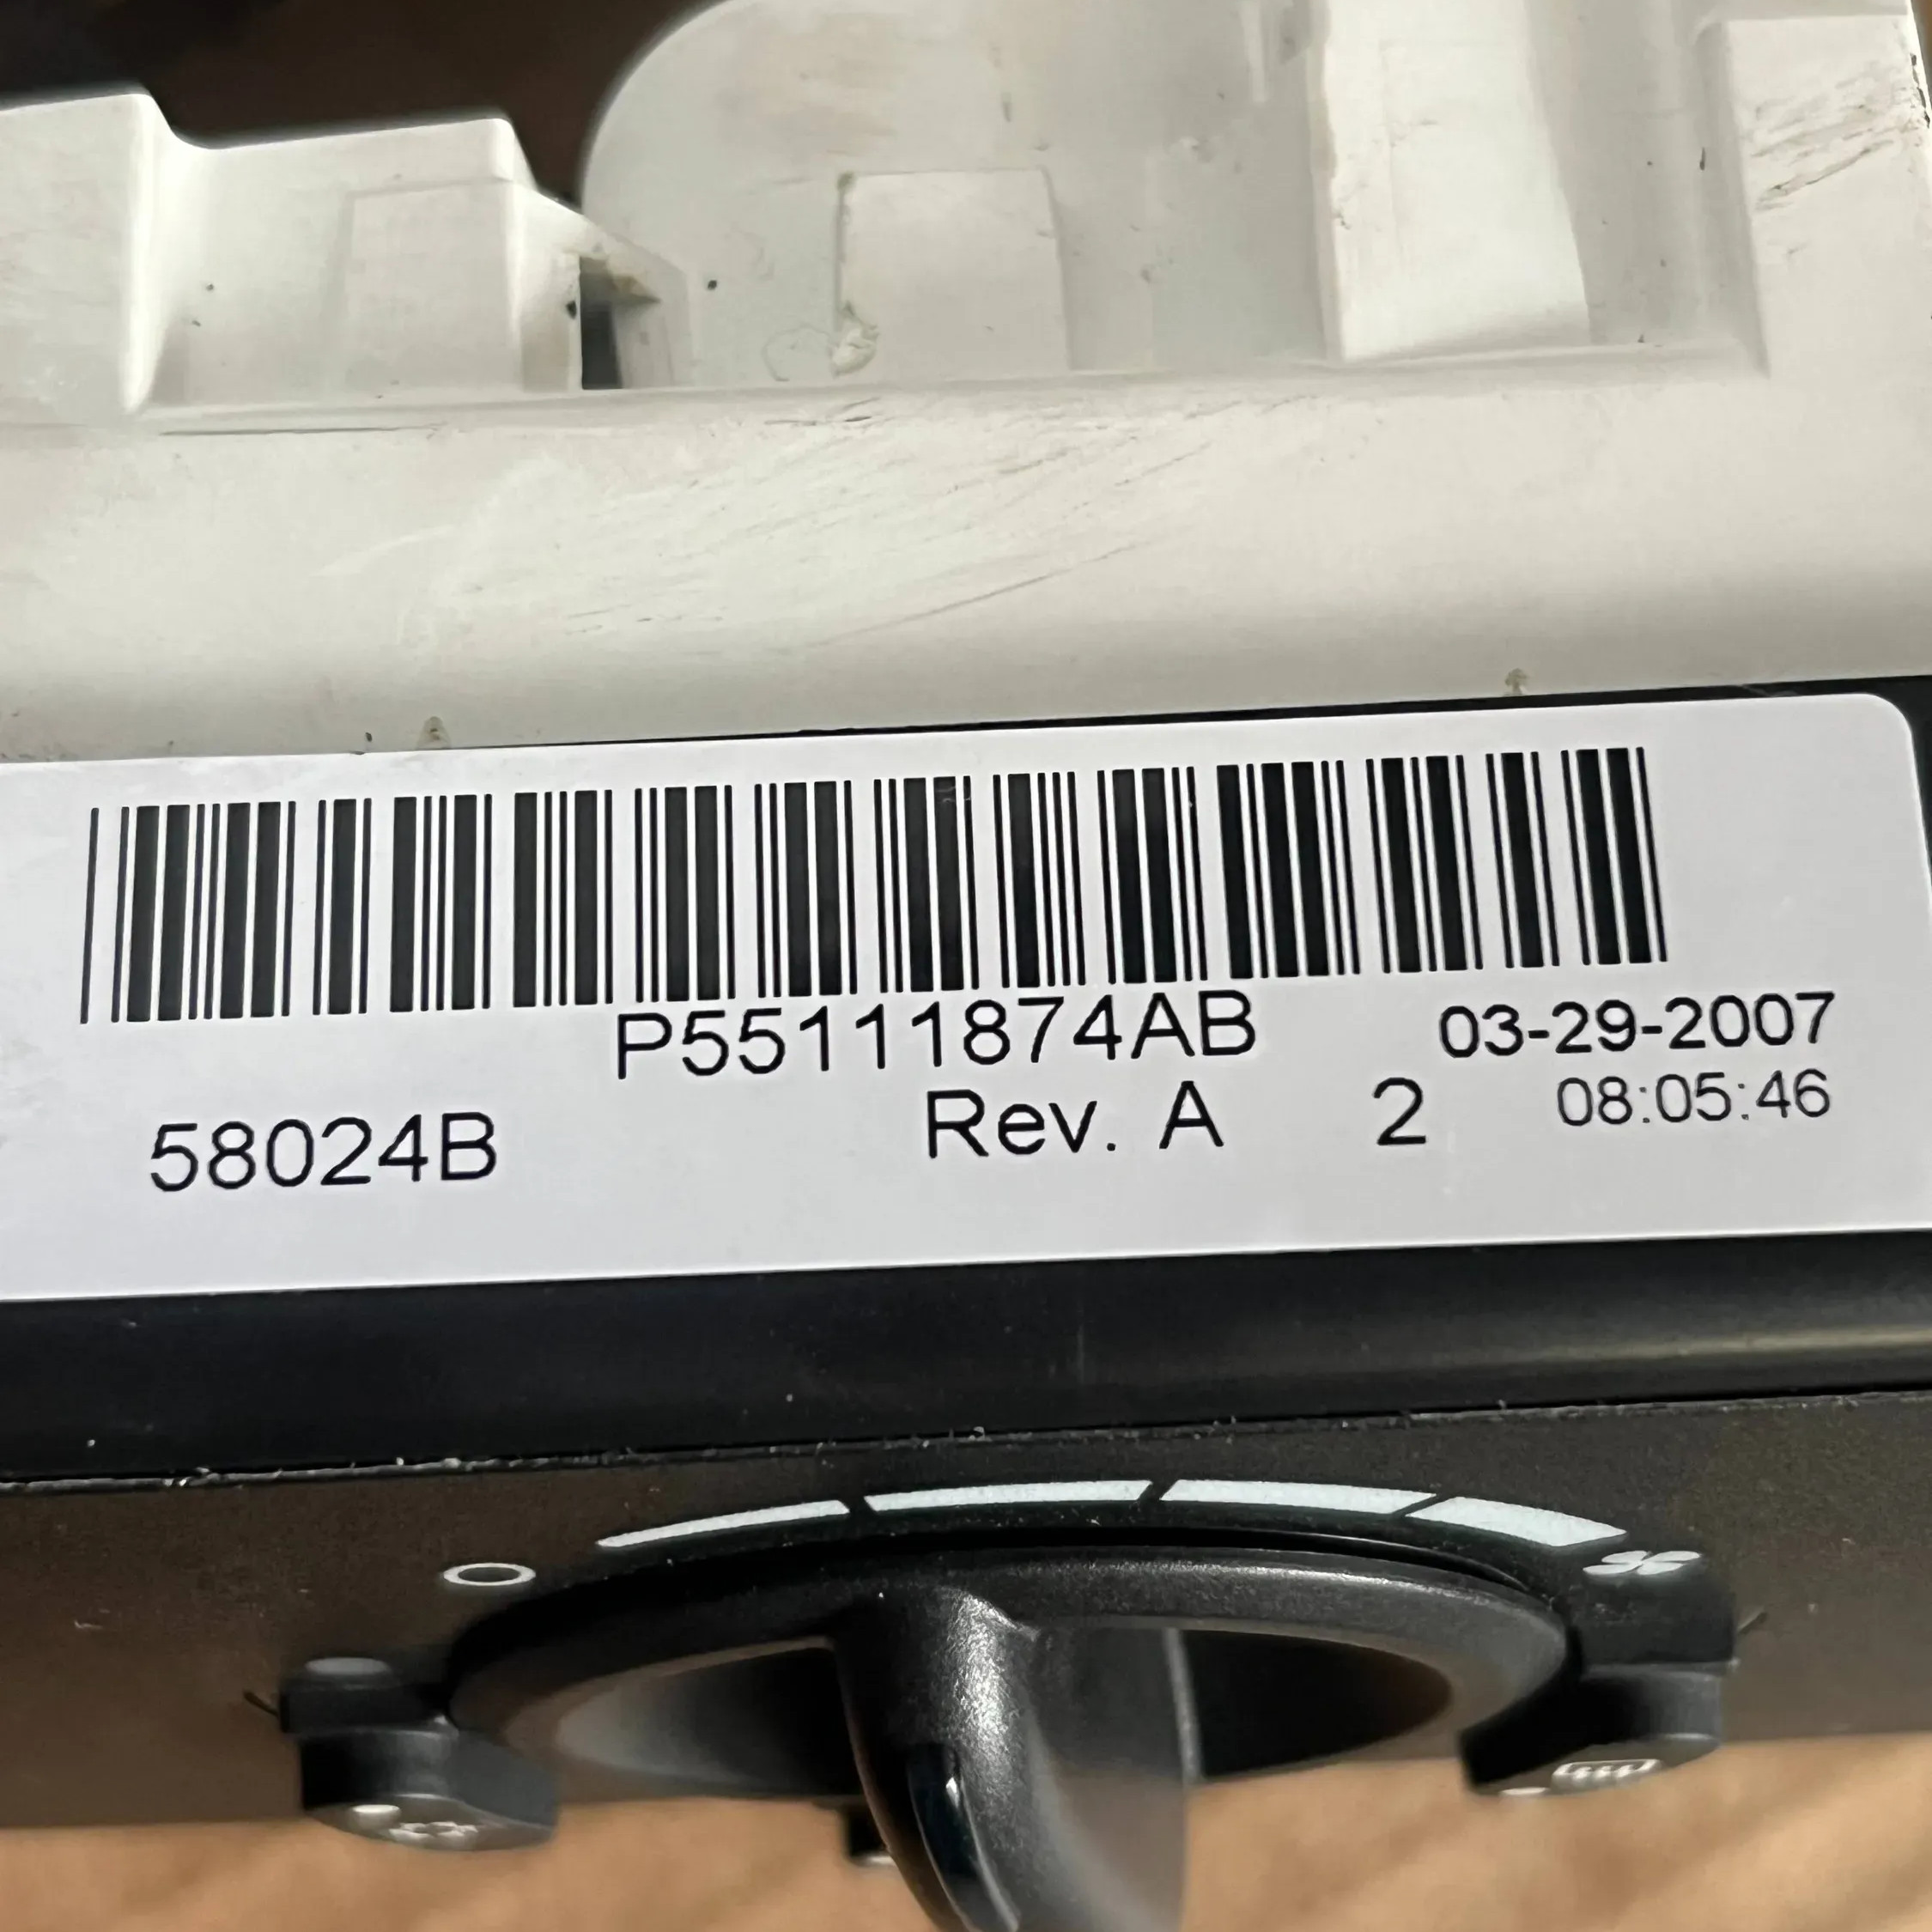 P55111874AB 03-29-2007
58024B Rev. A 2 08:05:46